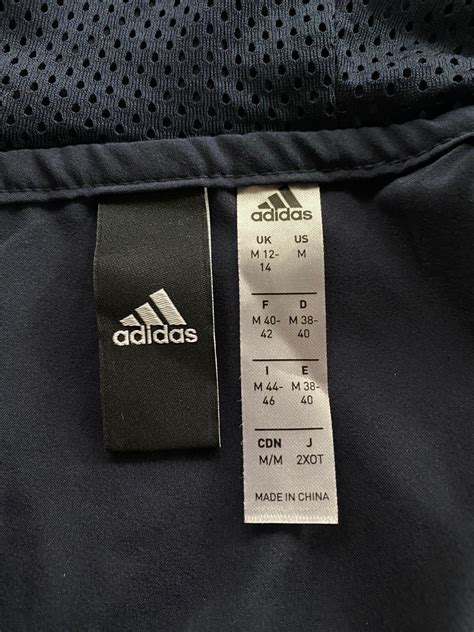 adidas
adidas
UK US
M 12- M
14
F D
M 40- M 38-
42 40
I E
M 44- M 38-
46 40
CDN J
M/M 2XOT
MADE IN CHINA